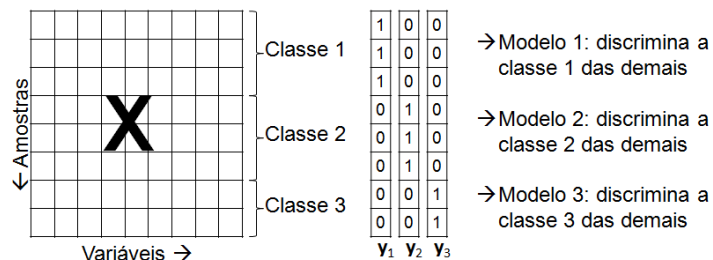 Classe 1
Classe 2
Classe 3
X
← Amostras
Variáveis →
1 0 0
1 0 0
1 0 0
0 1 0
0 1 0
0 1 0
0 0 1
0 0 1
y₁ y₂ y₃
→ Modelo 1: discrimina a
classe 1 das demais
→ Modelo 2: discrimina a
classe 2 das demais
→ Modelo 3: discrimina a
classe 3 das demais